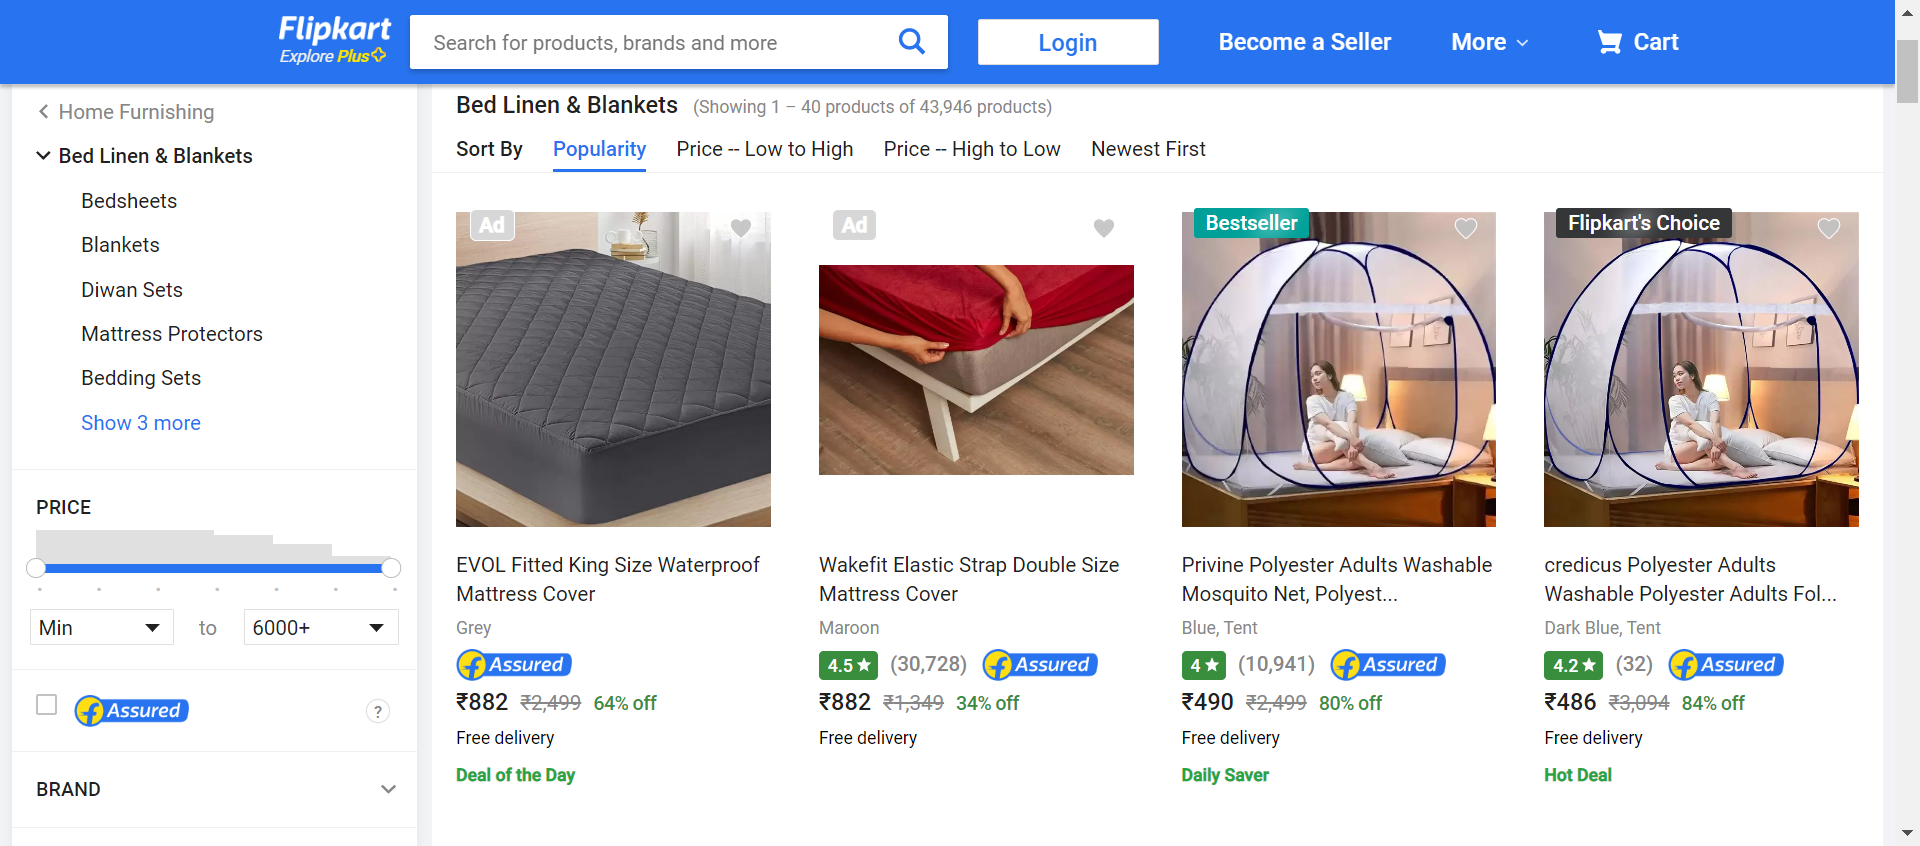 Flipkart
Explore Plus
Search for products, brands and more
Login
Become a Seller
More
Cart
Home Furnishing
Bed Linen & Blankets
Bedsheets
Blankets
Diwan Sets
Mattress Protectors
Bedding Sets
Show 3 more
PRICE
Min to 6000+
Assured ?
BRAND
Bed Linen & Blankets (Showing 1 – 40 products of 43,946 products)
Sort By Popularity Price -- Low to High Price -- High to Low Newest First
Ad
EVOL Fitted King Size Waterproof
Mattress Cover
Grey
Assured
₹882 ₹2,499 64% off
Free delivery
Deal of the Day
Ad
Wakefit Elastic Strap Double Size
Mattress Cover
Maroon
4.5★ (30,728) Assured
₹882 ₹1,349 34% off
Free delivery
Bestseller
Privine Polyester Adults Washable
Mosquito Net, Polyest...
Blue, Tent
4★ (10,941) Assured
₹490 ₹2,499 80% off
Free delivery
Daily Saver
Flipkart's Choice
credicus Polyester Adults
Washable Polyester Adults Fol...
Dark Blue, Tent
4.2★ (32) Assured
₹486 ₹3,094 84% off
Free delivery
Hot Deal